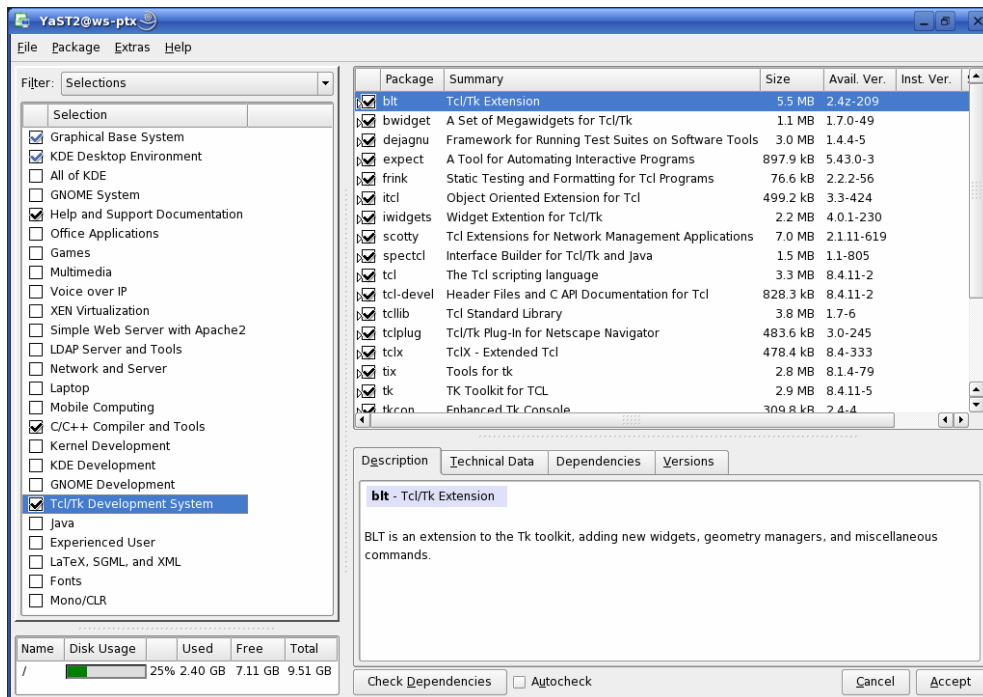 YaST2@ws-ptx
File Package Extras Help
Filter: Selections
Selection
Graphical Base System
KDE Desktop Environment
All of KDE
GNOME System
Help and Support Documentation
Office Applications
Games
Multimedia
Voice over IP
XEN Virtualization
Simple Web Server with Apache2
LDAP Server and Tools
Network and Server
Laptop
Mobile Computing
C/C++ Compiler and Tools
Kernel Development
KDE Development
GNOME Development
Tcl/Tk Development System
Java
Experienced User
LaTeX, SGML, and XML
Fonts
Mono/CLR
Name Disk Usage Used Free Total
/ 25% 2.40 GB 7.11 GB 9.51 GB
Package Summary Size Avail. Ver. Inst. Ver.
blt Tcl/Tk Extension 5.5 MB 2.4z-209
bwidget A Set of Megawidgets for Tcl/Tk 1.1 MB 1.7.0-49
dejagnu Framework for Running Test Suites on Software Tools 3.0 MB 1.4.4-5
expect A Tool for Automating Interactive Programs 897.9 kB 5.43.0-3
frink Static Testing and Formatting for Tcl Programs 76.6 kB 2.2.2-56
itcl Object Oriented Extension for Tcl 499.2 kB 3.3-424
iwidgets Widget Extention for Tcl/Tk 2.2 MB 4.0.1-230
scotty Tcl Extensions for Network Management Applications 7.0 MB 2.1.11-619
spectcl Interface Builder for Tcl/Tk and Java 1.5 MB 1.1-805
tcl The Tcl scripting language 3.3 MB 8.4.11-2
tcl-devel Header Files and C API Documentation for Tcl 828.3 kB 8.4.11-2
tcllib Tcl Standard Library 3.8 MB 1.7-6
tclplug Tcl/Tk Plug-In for Netscape Navigator 483.6 kB 3.0-245
tclx TclX - Extended Tcl 478.4 kB 8.4-333
tix Tools for tk 2.8 MB 8.1.4-79
tk TK Toolkit for TCL 2.9 MB 8.4.11-5
tkcon Enhanced Tk Console 309.8 kB 2.4-4
Description Technical Data Dependencies Versions
blt - Tcl/Tk Extension
BLT is an extension to the Tk toolkit, adding new widgets, geometry managers, and miscellaneous
commands.
Check Dependencies Autocheck Cancel Accept